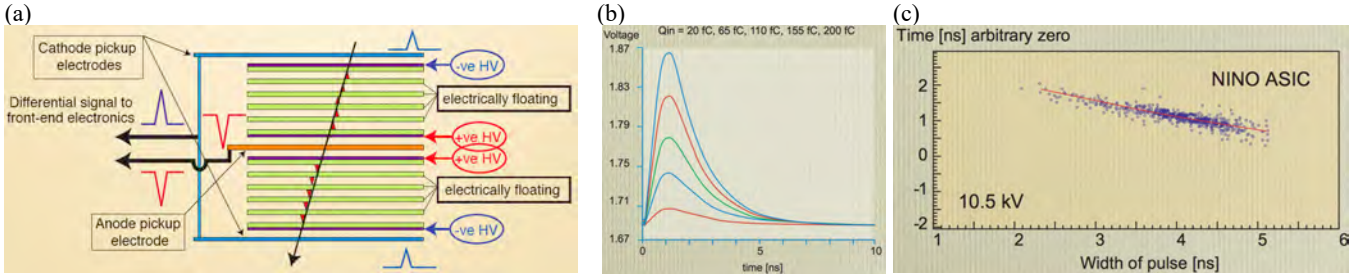 (a)
Cathode pickup
electrodes
Differential signal to
front-end electronics
Anode pickup
electrode
-ve HV
electrically floating
+ve HV
+ve HV
electrically floating
-ve HV
(b)
Qin = 20 fC, 65 fC, 110 fC, 155 fC, 200 fC
Voltage
1.87
1.83
1.79
1.75
1.71
1.67
0
5
10
time [ns]
(c)
Time [ns] arbitrary zero
NINO ASIC
2
1
0
-1
-2
10.5 kV
1 2 3 4 5 6
Width of pulse [ns]